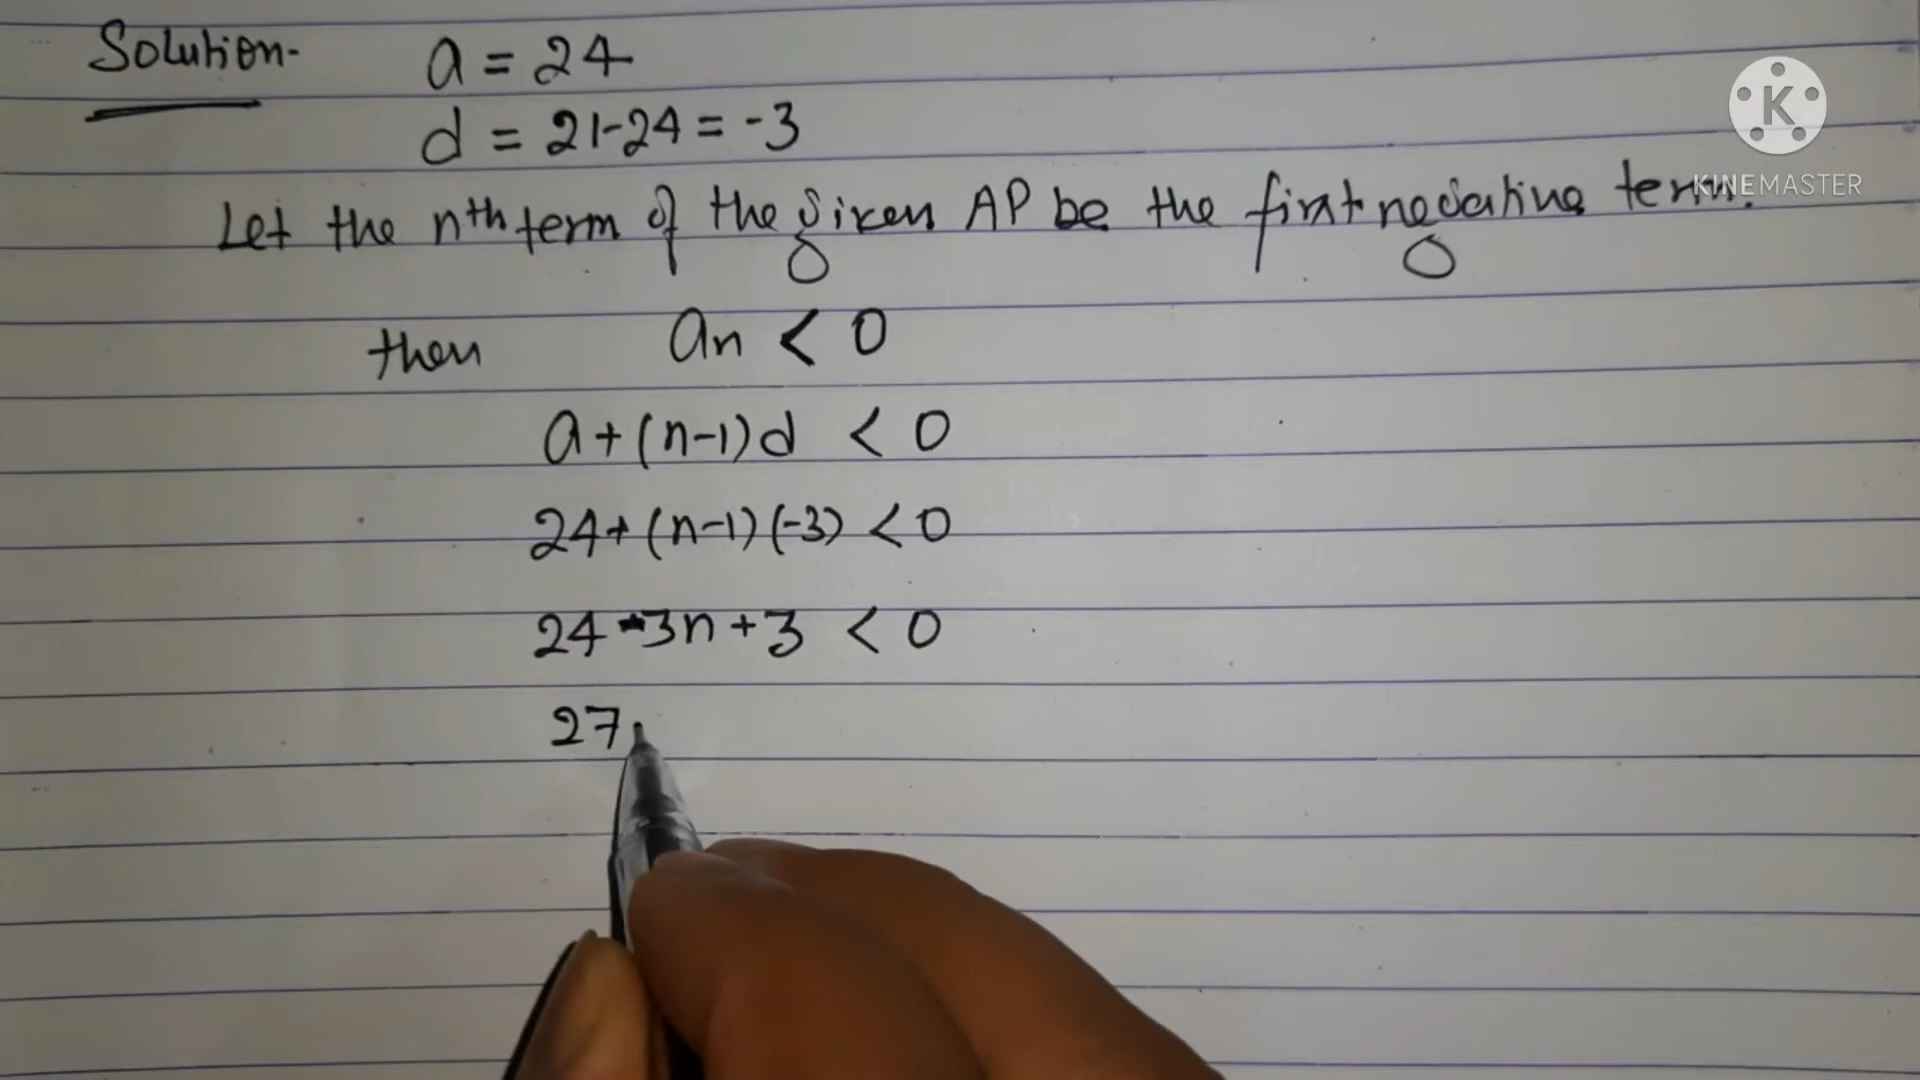 Solution- a = 24
d = 21-24 = -3
Let the nth term of the given AP be the first negative term.
then an < 0
a+(n-1)d < 0
24+(n-1)(-3) < 0
24-3n+3 < 0
27
K
KINEMASTER